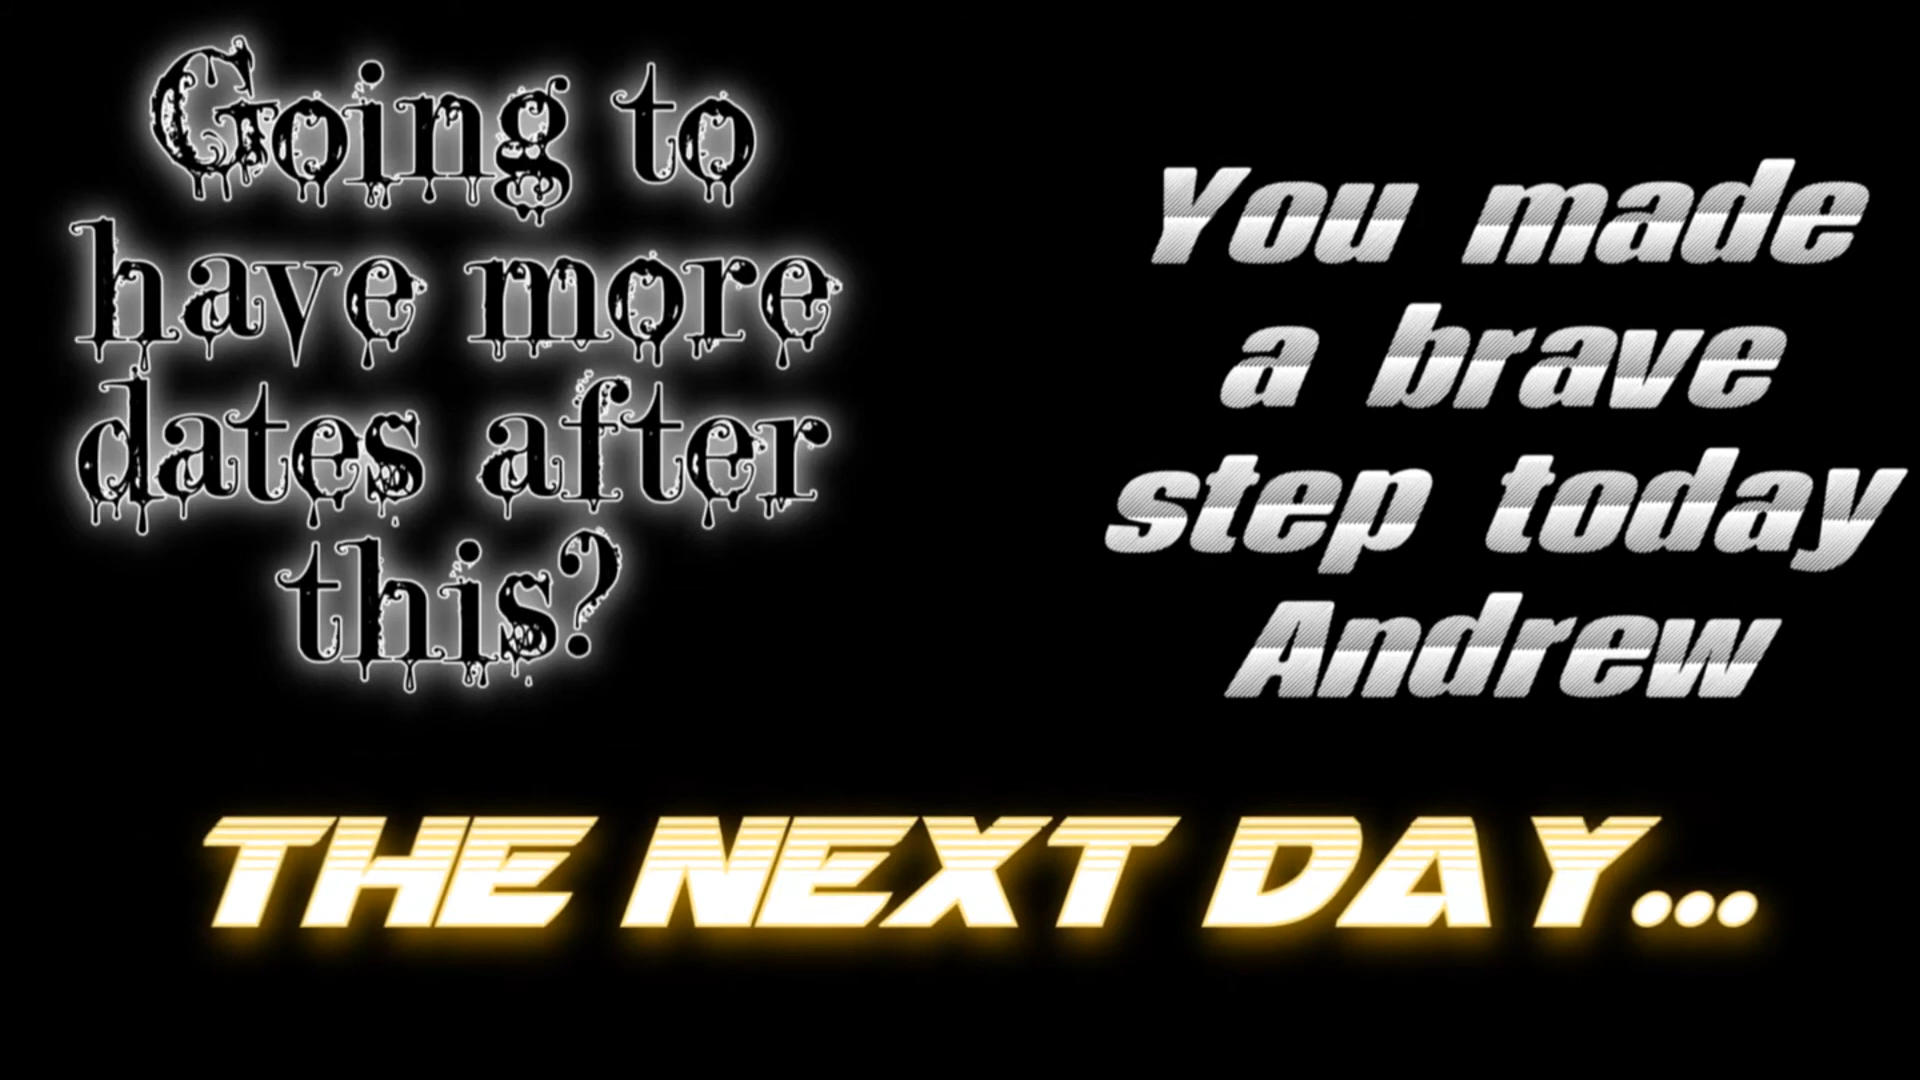 Going to
have more
dates after
this?
You made
a brave
step today
Andrew
THE NEXT DAY...